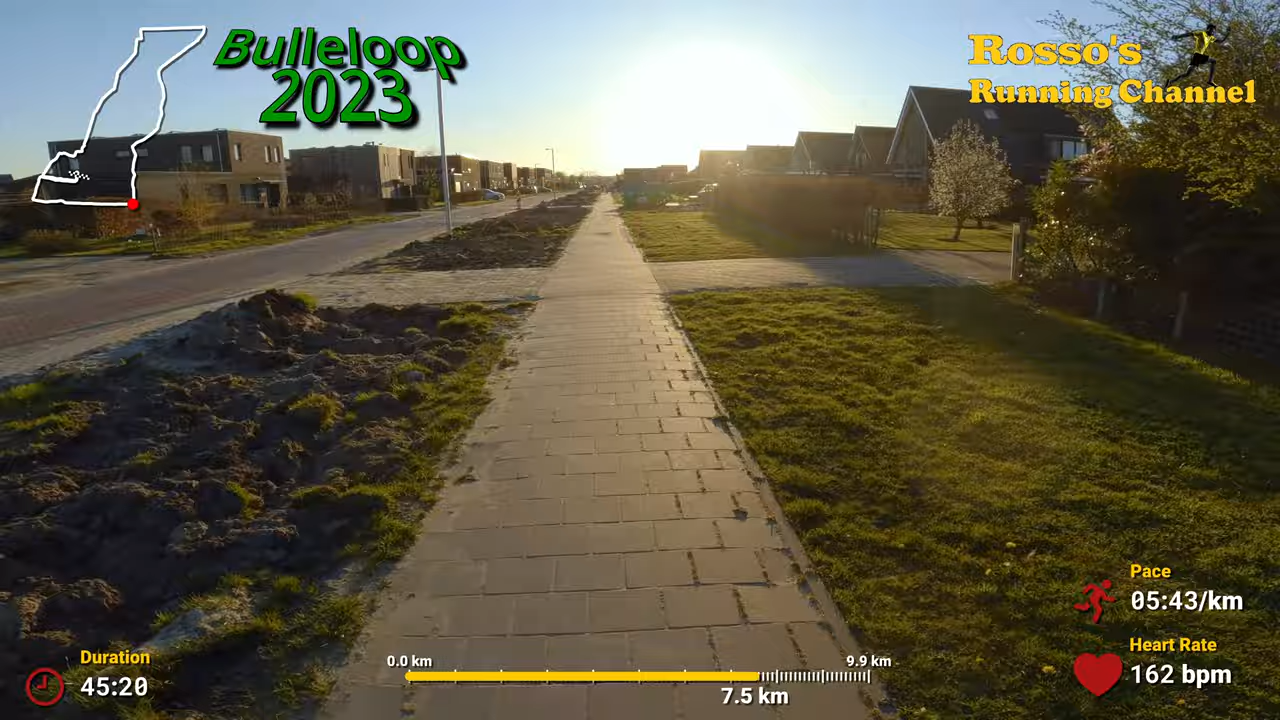 Bulleloop
2023
Rosso's
Running Channel
Pace
05:43/km
Heart Rate
162 bpm
Duration
45:20
0.0 km
9.9 km
7.5 km